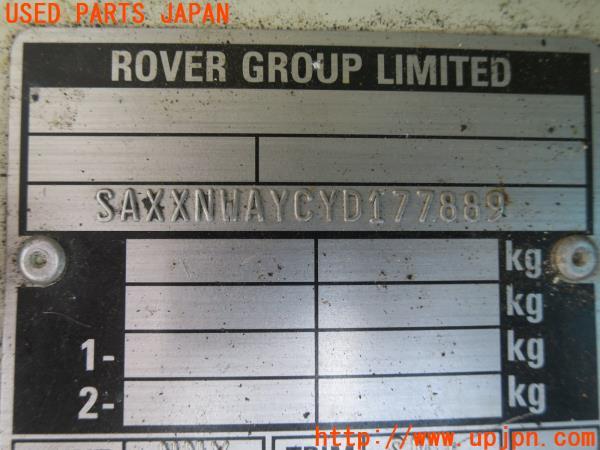 USED PARTS JAPAN
ROVER GROUP LIMITED
SAXXNWAYCYD177889
kg
kg
1- kg
2- kg
http://www.upjpn.com